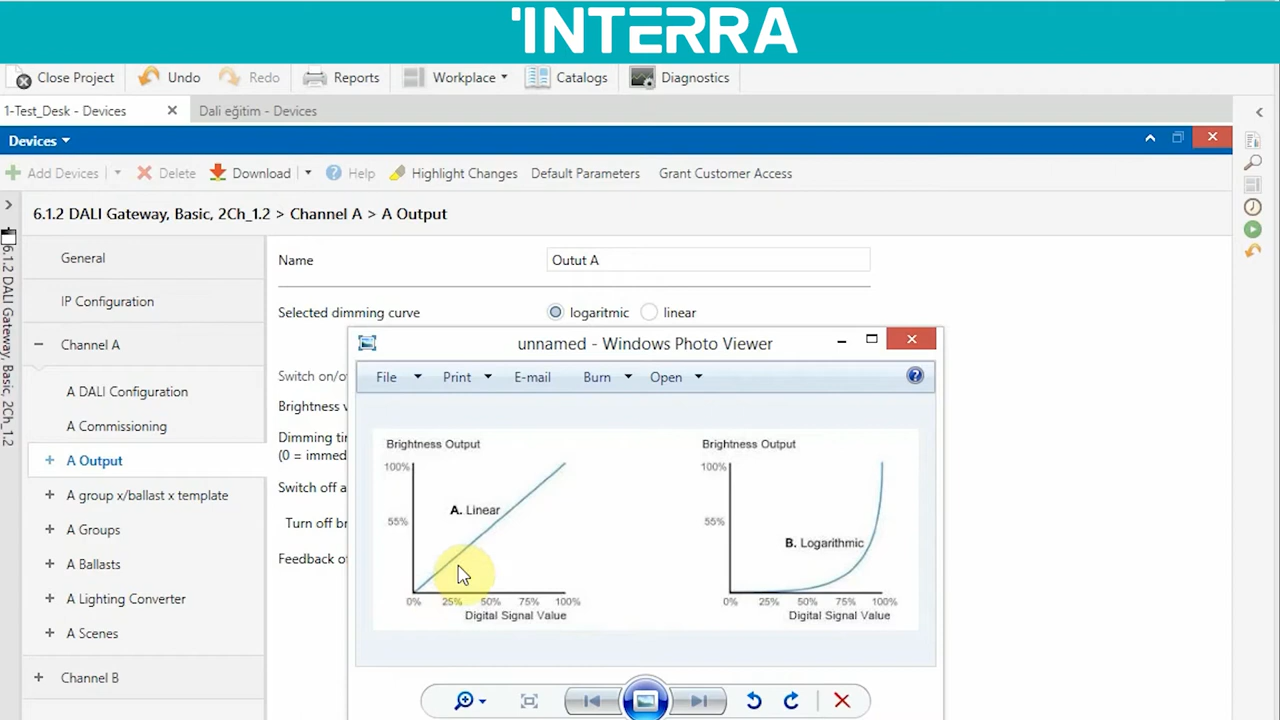 INTERRA
Close Project Undo Redo Reports Workplace Catalogs Diagnostics
1-Test_Desk - Devices Dali eğitim - Devices
Devices
Add Devices Delete Download Help Highlight Changes Default Parameters Grant Customer Access
6.1.2 DALI Gateway, Basic, 2Ch_1.2 > Channel A > A Output
6.1.2 DALI Gateway, Basic, 2Ch_1.2
General
IP Configuration
Channel A
A DALI Configuration
A Commissioning
A Output
A group x/ballast x template
A Groups
A Ballasts
A Lighting Converter
A Scenes
Channel B
Name Outut A
Selected dimming curve logaritmic linear
Switch on/o
Brightness v
Dimming tir
(0 = immed
Switch off a
Turn off br
Feedback o
unnamed - Windows Photo Viewer
File Print E-mail Burn Open
Brightness Output
100%
55%
A. Linear
0% 25% 50% 75% 100%
Digital Signal Value
Brightness Output
100%
55%
B. Logarithmic
0% 25% 50% 75% 100%
Digital Signal Value